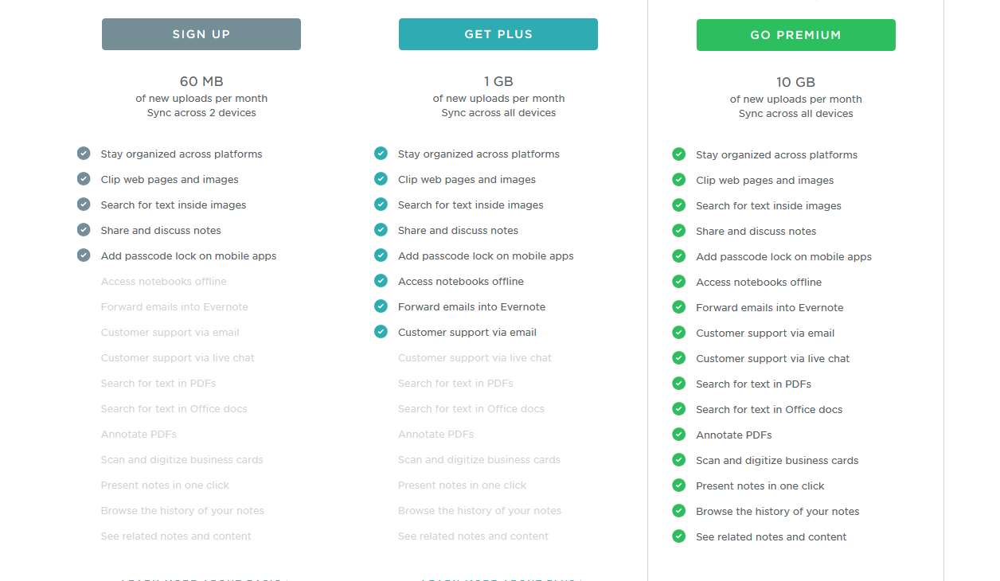 SIGN UP
60 MB
of new uploads per month
Sync across 2 devices
Stay organized across platforms
Clip web pages and images
Search for text inside images
Share and discuss notes
Add passcode lock on mobile apps
Access notebooks offline
Forward emails into Evernote
Customer support via email
Customer support via live chat
Search for text in PDFs
Search for text in Office docs
Annotate PDFs
Scan and digitize business cards
Present notes in one click
Browse the history of your notes
See related notes and content
LEARN MORE ABOUT BASIC
GET PLUS
1 GB
of new uploads per month
Sync across all devices
Stay organized across platforms
Clip web pages and images
Search for text inside images
Share and discuss notes
Add passcode lock on mobile apps
Access notebooks offline
Forward emails into Evernote
Customer support via email
Customer support via live chat
Search for text in PDFs
Search for text in Office docs
Annotate PDFs
Scan and digitize business cards
Present notes in one click
Browse the history of your notes
See related notes and content
LEARN MORE ABOUT PLUS
GO PREMIUM
10 GB
of new uploads per month
Sync across all devices
Stay organized across platforms
Clip web pages and images
Search for text inside images
Share and discuss notes
Add passcode lock on mobile apps
Access notebooks offline
Forward emails into Evernote
Customer support via email
Customer support via live chat
Search for text in PDFs
Search for text in Office docs
Annotate PDFs
Scan and digitize business cards
Present notes in one click
Browse the history of your notes
See related notes and content